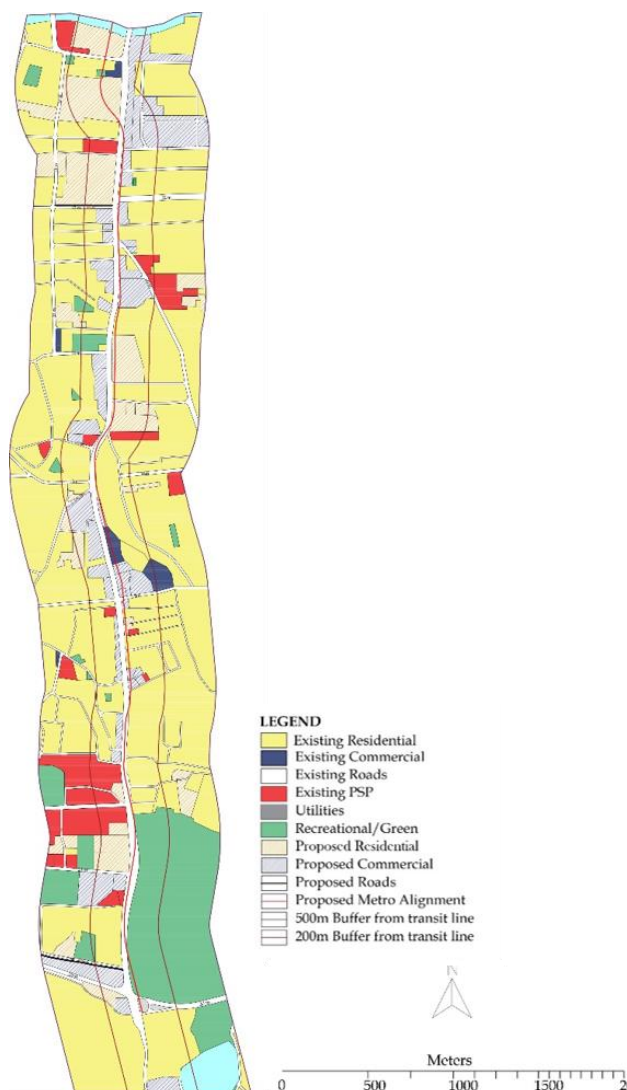 LEGEND
Existing Residential
Existing Commercial
Existing Roads
Existing PSP
Utilities
Recreational/Green
Proposed Residential
Proposed Commercial
Proposed Roads
Proposed Metro Alignment
500m Buffer from transit line
200m Buffer from transit line
N
Meters
0 500 1000 1500 2